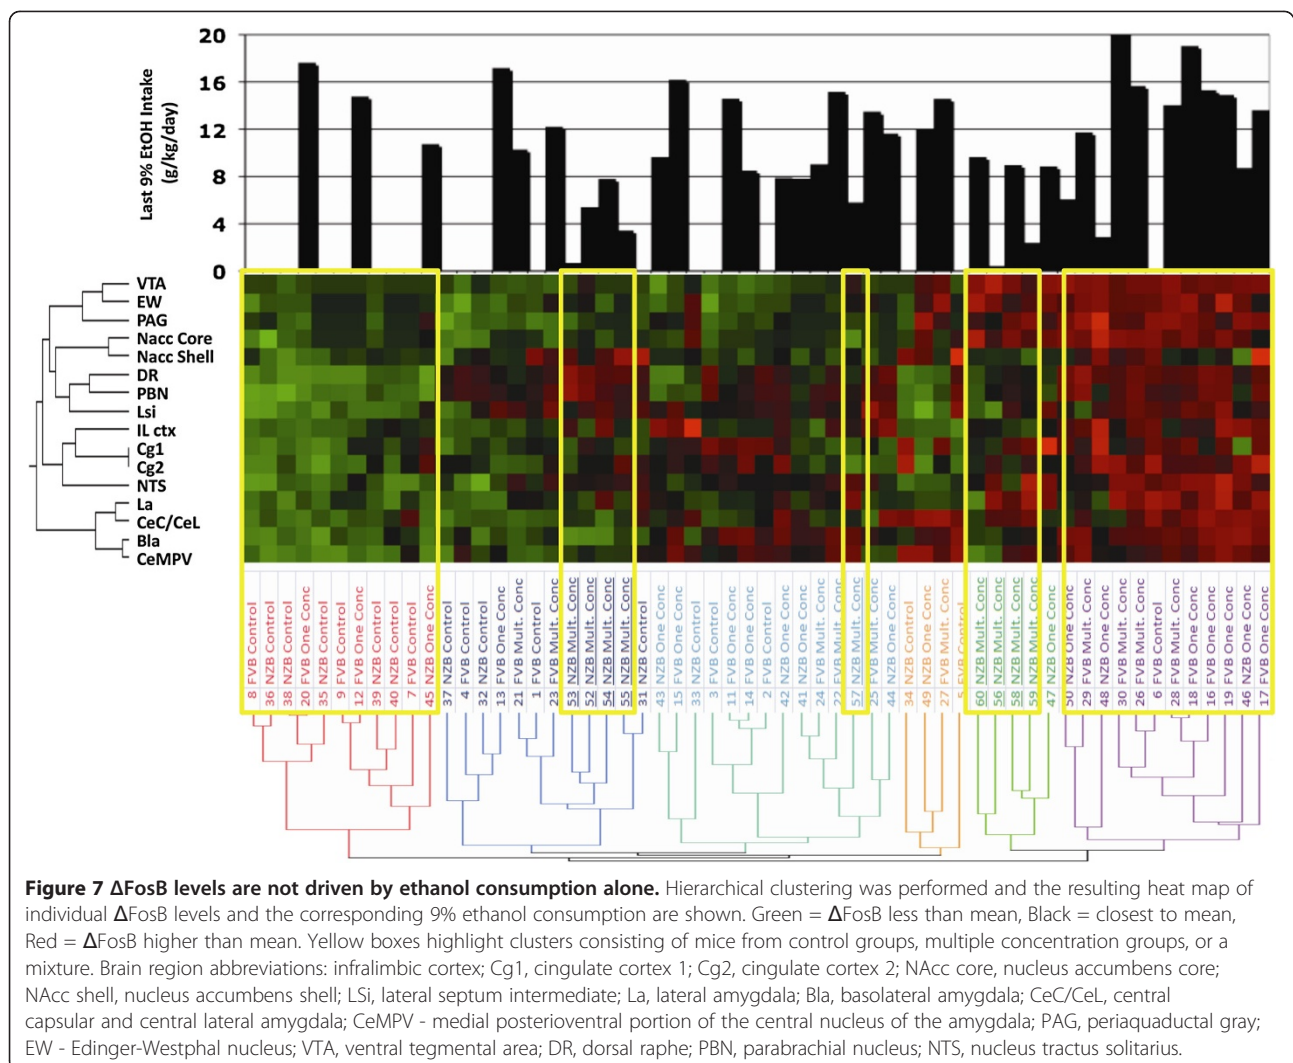 20
16
12
8
4
0
Last 9% EtOH Intake
(g/kg/day)
VTA
EW
PAG
Nacc Core
Nacc Shell
DR
PBN
Lsi
IL ctx
Cg1
Cg2
NTS
La
CeC/CeL
Bla
CeMPV
8 FVB Control
36 NZB Control
38 NZB Control
20 FVB One Conc
35 NZB Control
9 FVB Control
12 FVB One Conc
39 NZB Control
40 NZB Control
7 FVB Control
45 NZB One Conc
37 NZB Control
4 FVB Control
32 NZB Control
13 FVB One Conc
21 FVB Mult. Conc
1 FVB Control
23 FVB Mult. Conc
53 NZB Mult. Conc
52 NZB Mult. Conc
54 NZB Mult. Conc
55 NZB Mult. Conc
31 NZB Control
43 NZB One Conc
15 FVB One Conc
33 NZB Control
3 FVB Control
11 FVB One Conc
14 FVB One Conc
2 FVB Control
42 NZB One Conc
41 NZB One Conc
24 FVB Mult. Conc
22 FVB Mult. Conc
57 NZB Mult. Conc
25 FVB Mult. Conc
44 NZB One Conc
34 NZB Control
49 NZB One Conc
27 FVB Mult. Conc
5 FVB Control
60 NZB Mult. Conc
56 NZB Mult. Conc
58 NZB Mult. Conc
59 NZB Mult. Conc
47 NZB One Conc
50 NZB One Conc
29 FVB Mult. Conc
48 NZB One Conc
30 FVB Mult. Conc
26 FVB Mult. Conc
6 FVB Control
28 FVB Mult. Conc
18 FVB One Conc
16 FVB One Conc
19 FVB One Conc
46 NZB One Conc
17 FVB One Conc
Figure 7 ΔFosB levels are not driven by ethanol consumption alone. Hierarchical clustering was performed and the resulting heat map of
individual ΔFosB levels and the corresponding 9% ethanol consumption are shown. Green = ΔFosB less than mean, Black = closest to mean,
Red = ΔFosB higher than mean. Yellow boxes highlight clusters consisting of mice from control groups, multiple concentration groups, or a
mixture. Brain region abbreviations: infralimbic cortex; Cg1, cingulate cortex 1; Cg2, cingulate cortex 2; NAcc core, nucleus accumbens core;
NAcc shell, nucleus accumbens shell; LSi, lateral septum intermediate; La, lateral amygdala; Bla, basolateral amygdala; CeC/CeL, central
capsular and central lateral amygdala; CeMPV - medial posterioventral portion of the central nucleus of the amygdala; PAG, periaquaductal gray;
EW - Edinger-Westphal nucleus; VTA, ventral tegmental area; DR, dorsal raphe; PBN, parabrachial nucleus; NTS, nucleus tractus solitarius.